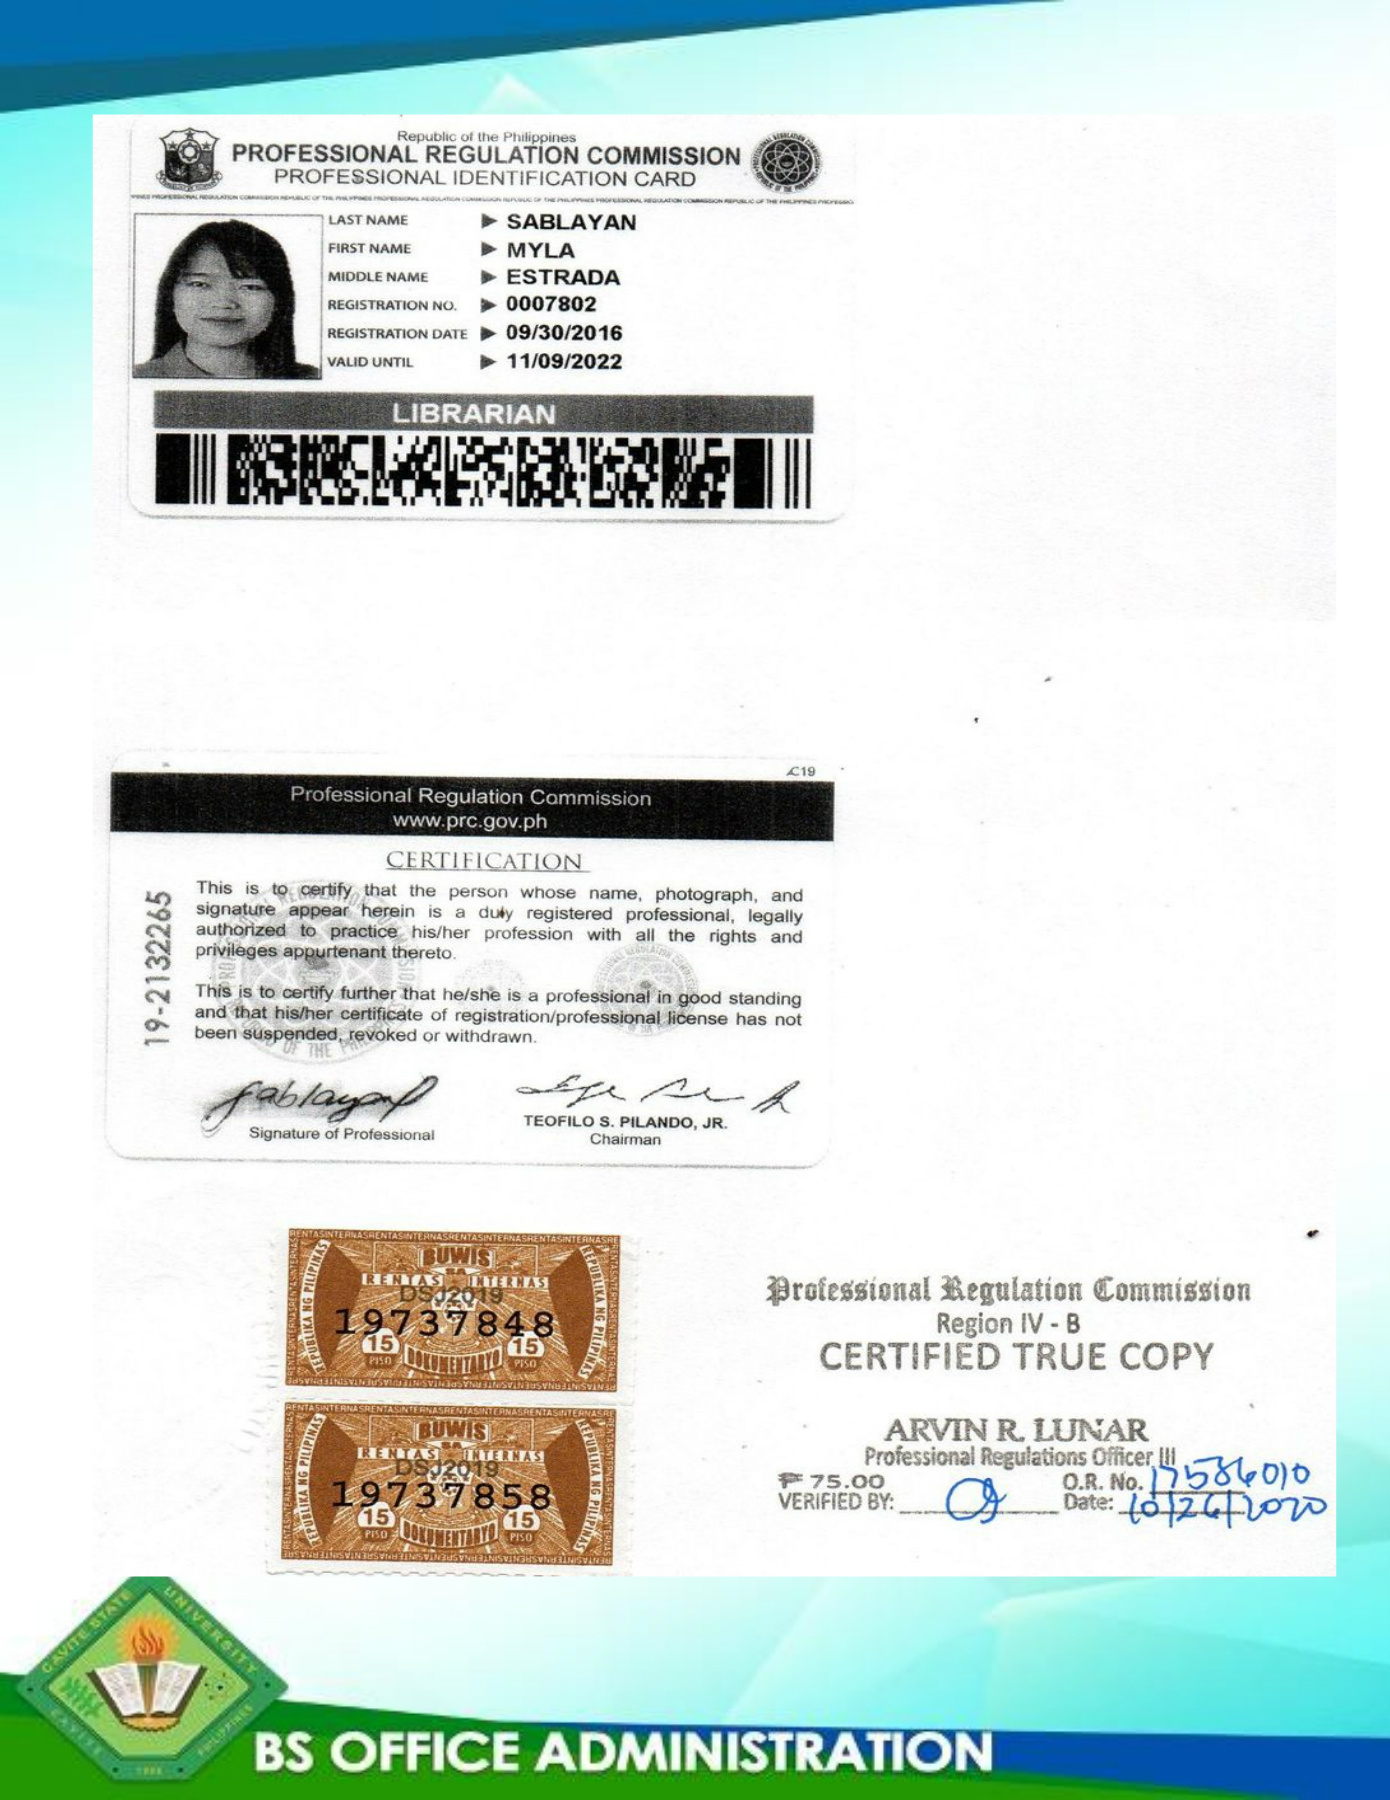 Republic of the Philippines
PROFESSIONAL REGULATION COMMISSION
PROFESSIONAL IDENTIFICATION CARD
LAST NAME ▶ SABLAYAN
FIRST NAME ▶ MYLA
MIDDLE NAME ▶ ESTRADA
REGISTRATION NO. ▶ 0007802
REGISTRATION DATE ▶ 09/30/2016
VALID UNTIL ▶ 11/09/2022
LIBRARIAN
C19
Professional Regulation Commission
www.prc.gov.ph
CERTIFICATION
This is to certify that the person whose name, photograph, and
signature appear herein is a duly registered professional, legally
authorized to practice his/her profession with all the rights and
privileges appurtenant thereto.
This is to certify further that he/she is a professional in good standing
and that his/her certificate of registration/professional license has not
been suspended, revoked or withdrawn.
19-2132265
Signature of Professional
TEOFILO S. PILANDO, JR.
Chairman
BUWIS
SA
RENTAS INTERNAS
DSJ2019
19737848
15 15
PISO DOKUMENTARYO PISO
REPUBLIKA NG PILIPINAS
REPUBLIKA NG PILIPINAS
BUWIS
SA
RENTAS INTERNAS
DSJ2019
19737858
15 15
PISO DOKUMENTARYO PISO
REPUBLIKA NG PILIPINAS
REPUBLIKA NG PILIPINAS
Professional Regulation Commission
Region IV - B
CERTIFIED TRUE COPY
ARVIN R. LUNAR
Professional Regulations Officer III
₱ 75.00 O.R. No. 17586010
VERIFIED BY: Date: 10/26/2020
CAVITE STATE UNIVERSITY
CAVITE PHILIPPINES
BS OFFICE ADMINISTRATION